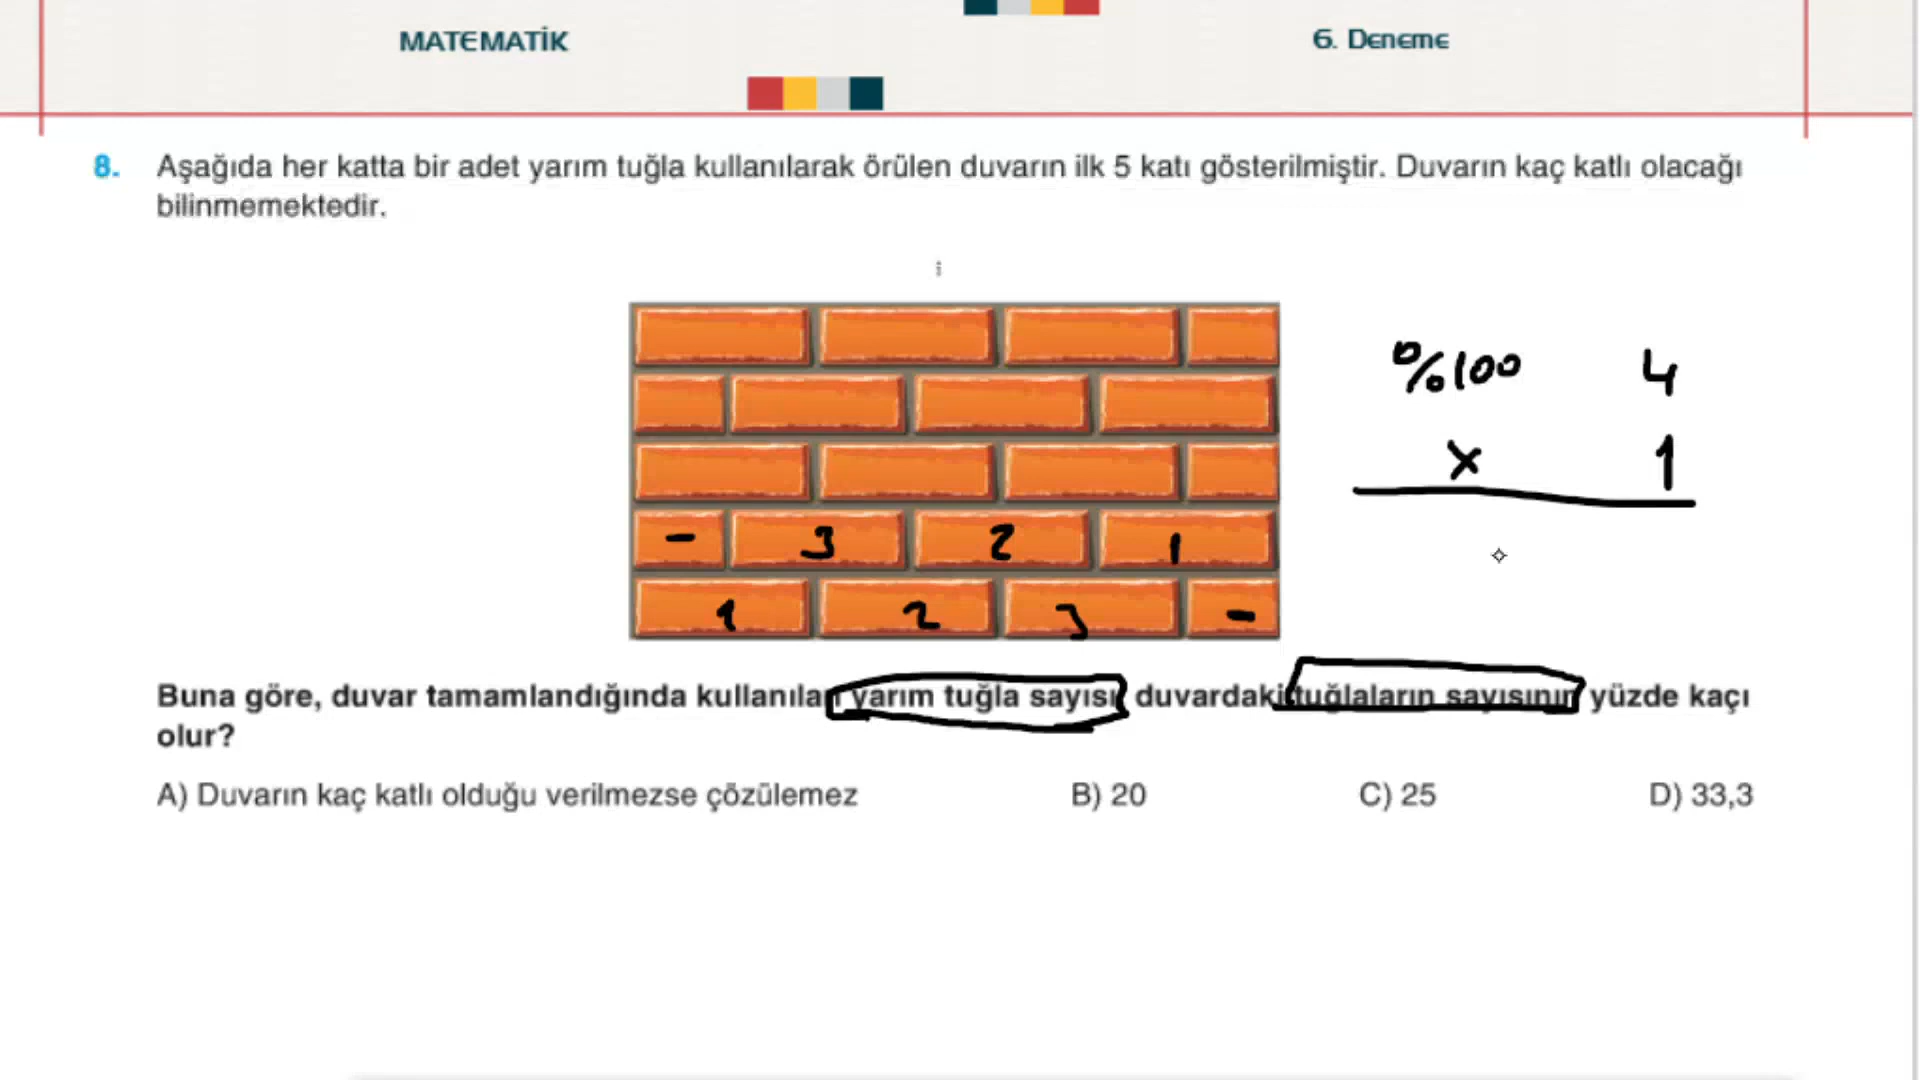 MATEMATİK
6. Deneme
8. Aşağıda her katta bir adet yarım tuğla kullanılarak örülen duvarın ilk 5 katı gösterilmiştir. Duvarın kaç katlı olacağı
bilinmemektedir.
%100 4
x 1
- 3 2 1
1 2 3 -
Buna göre, duvar tamamlandığında kullanılan yarım tuğla sayısı duvardaki tuğlaların sayısının yüzde kaçı
olur?
A) Duvarın kaç katlı olduğu verilmezse çözülemez B) 20 C) 25 D) 33,3